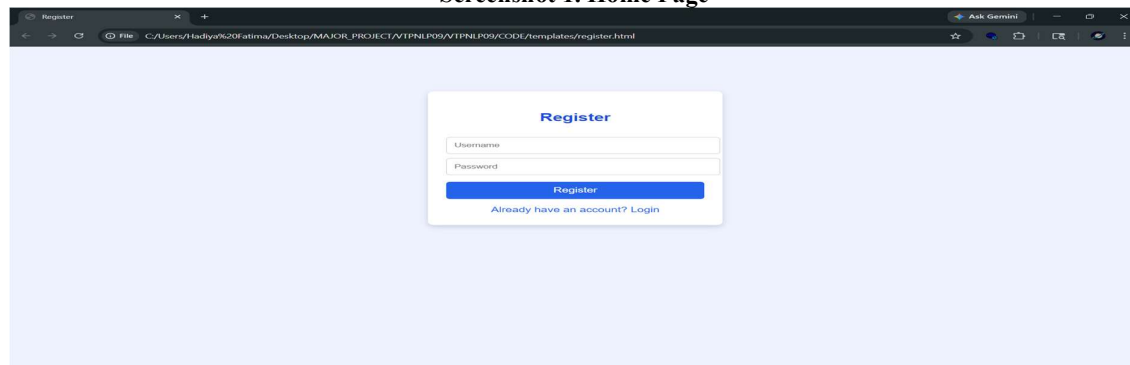 Screenshot 1: Home Page
Register
Ask Gemini
File C:/Users/Hadiya%20Fatima/Desktop/MAJOR_PROJECT/VTPNLP09/VTPNLP09/CODE/templates/register.html
Register
Username
Password
Register
Already have an account? Login